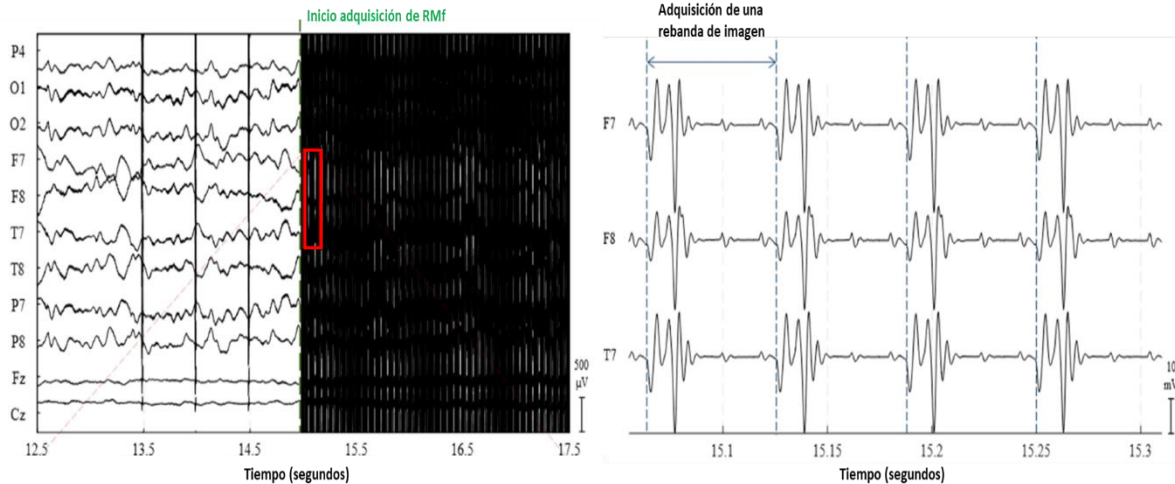 Inicio adquisición de RMf
P4
O1
O2
F7
F8
T7
T8
P7
P8
Fz
Cz
500
µV
12.5
13.5
14.5
15.5
16.5
17.5
Tiempo (segundos)
Adquisición de una
rebanda de imagen
F7
F8
T7
10
mV
15.1
15.15
15.2
15.25
15.3
Tiempo (segundos)